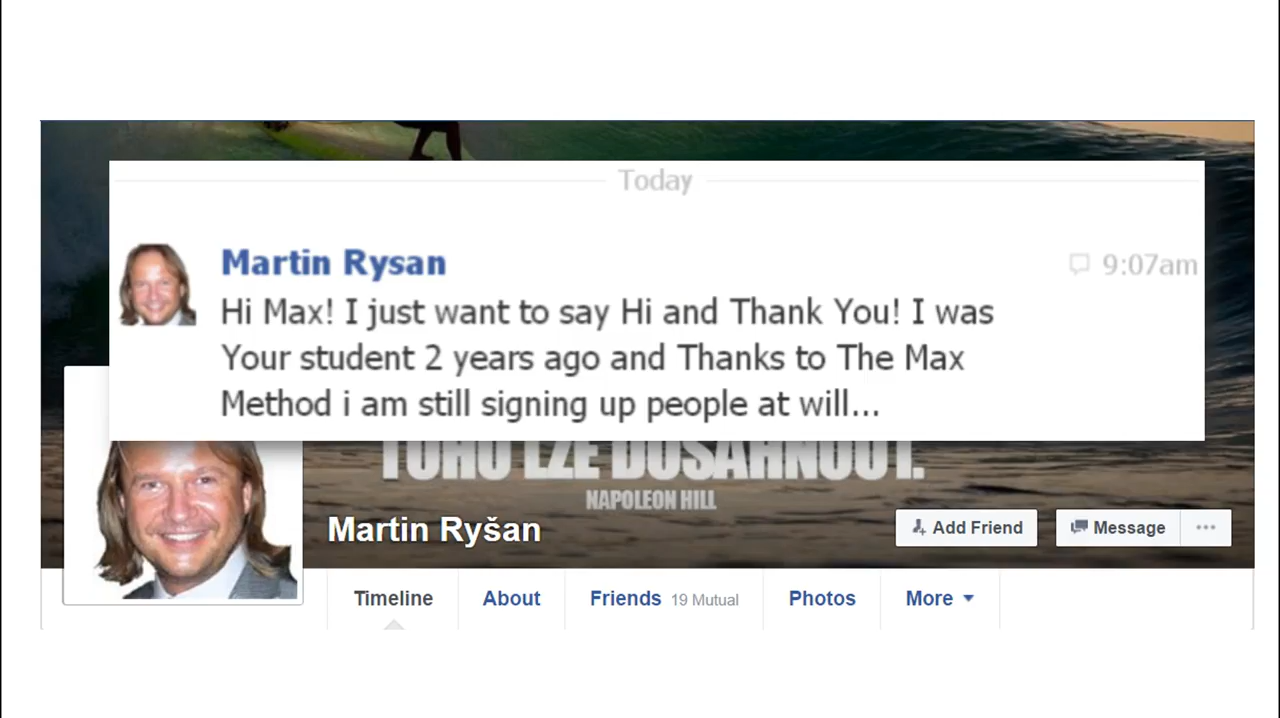 Today
Martin Rysan
9:07am
Hi Max! I just want to say Hi and Thank You! I was
Your student 2 years ago and Thanks to The Max
Method i am still signing up people at will...
TOHO LZE DOSÁHNOUT.
NAPOLEON HILL
Martin Ryšan
Add Friend
Message
Timeline
About
Friends 19 Mutual
Photos
More